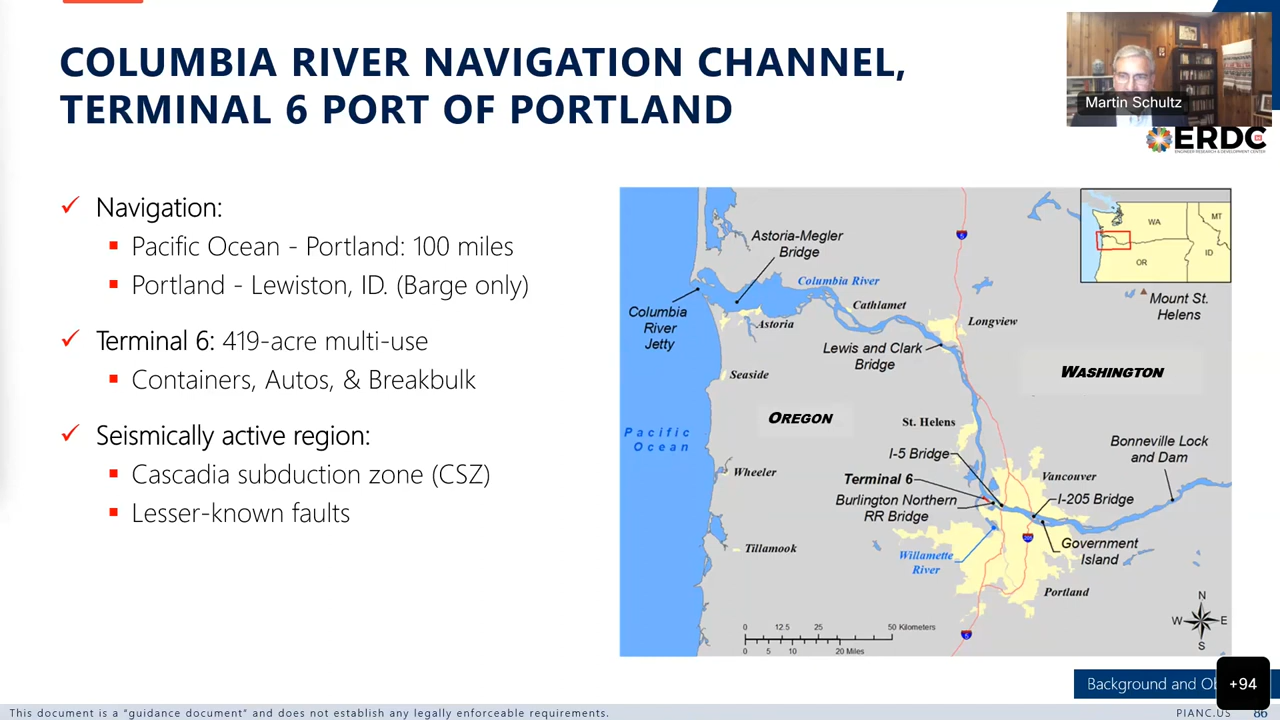 COLUMBIA RIVER NAVIGATION CHANNEL,
TERMINAL 6 PORT OF PORTLAND
Martin Schultz
ERDC
ENGINEER RESEARCH & DEVELOPMENT CENTER
Navigation:
Pacific Ocean - Portland: 100 miles
Portland - Lewiston, ID. (Barge only)
Terminal 6: 419-acre multi-use
Containers, Autos, & Breakbulk
Seismically active region:
Cascadia subduction zone (CSZ)
Lesser-known faults
WA
MT
OR
ID
Astoria-Megler
Bridge
Columbia River
Mount St.
Helens
Columbia
River
Jetty
Cathlamet
Astoria
Longview
Lewis and Clark
Bridge
Seaside
WASHINGTON
OREGON
St. Helens
Pacific
Ocean
Bonneville Lock
and Dam
I-5 Bridge
Wheeler
Terminal 6
Vancouver
Burlington Northern
RR Bridge
I-205 Bridge
Tillamook
Willamette
River
Government
Island
Portland
N
W
E
S
0 12.5 25 50 Kilometers
0 5 10 20 Miles
Background and Ob
+94
This document is a "guidance document" and does not establish any legally enforceable requirements.
PIANC.US 86